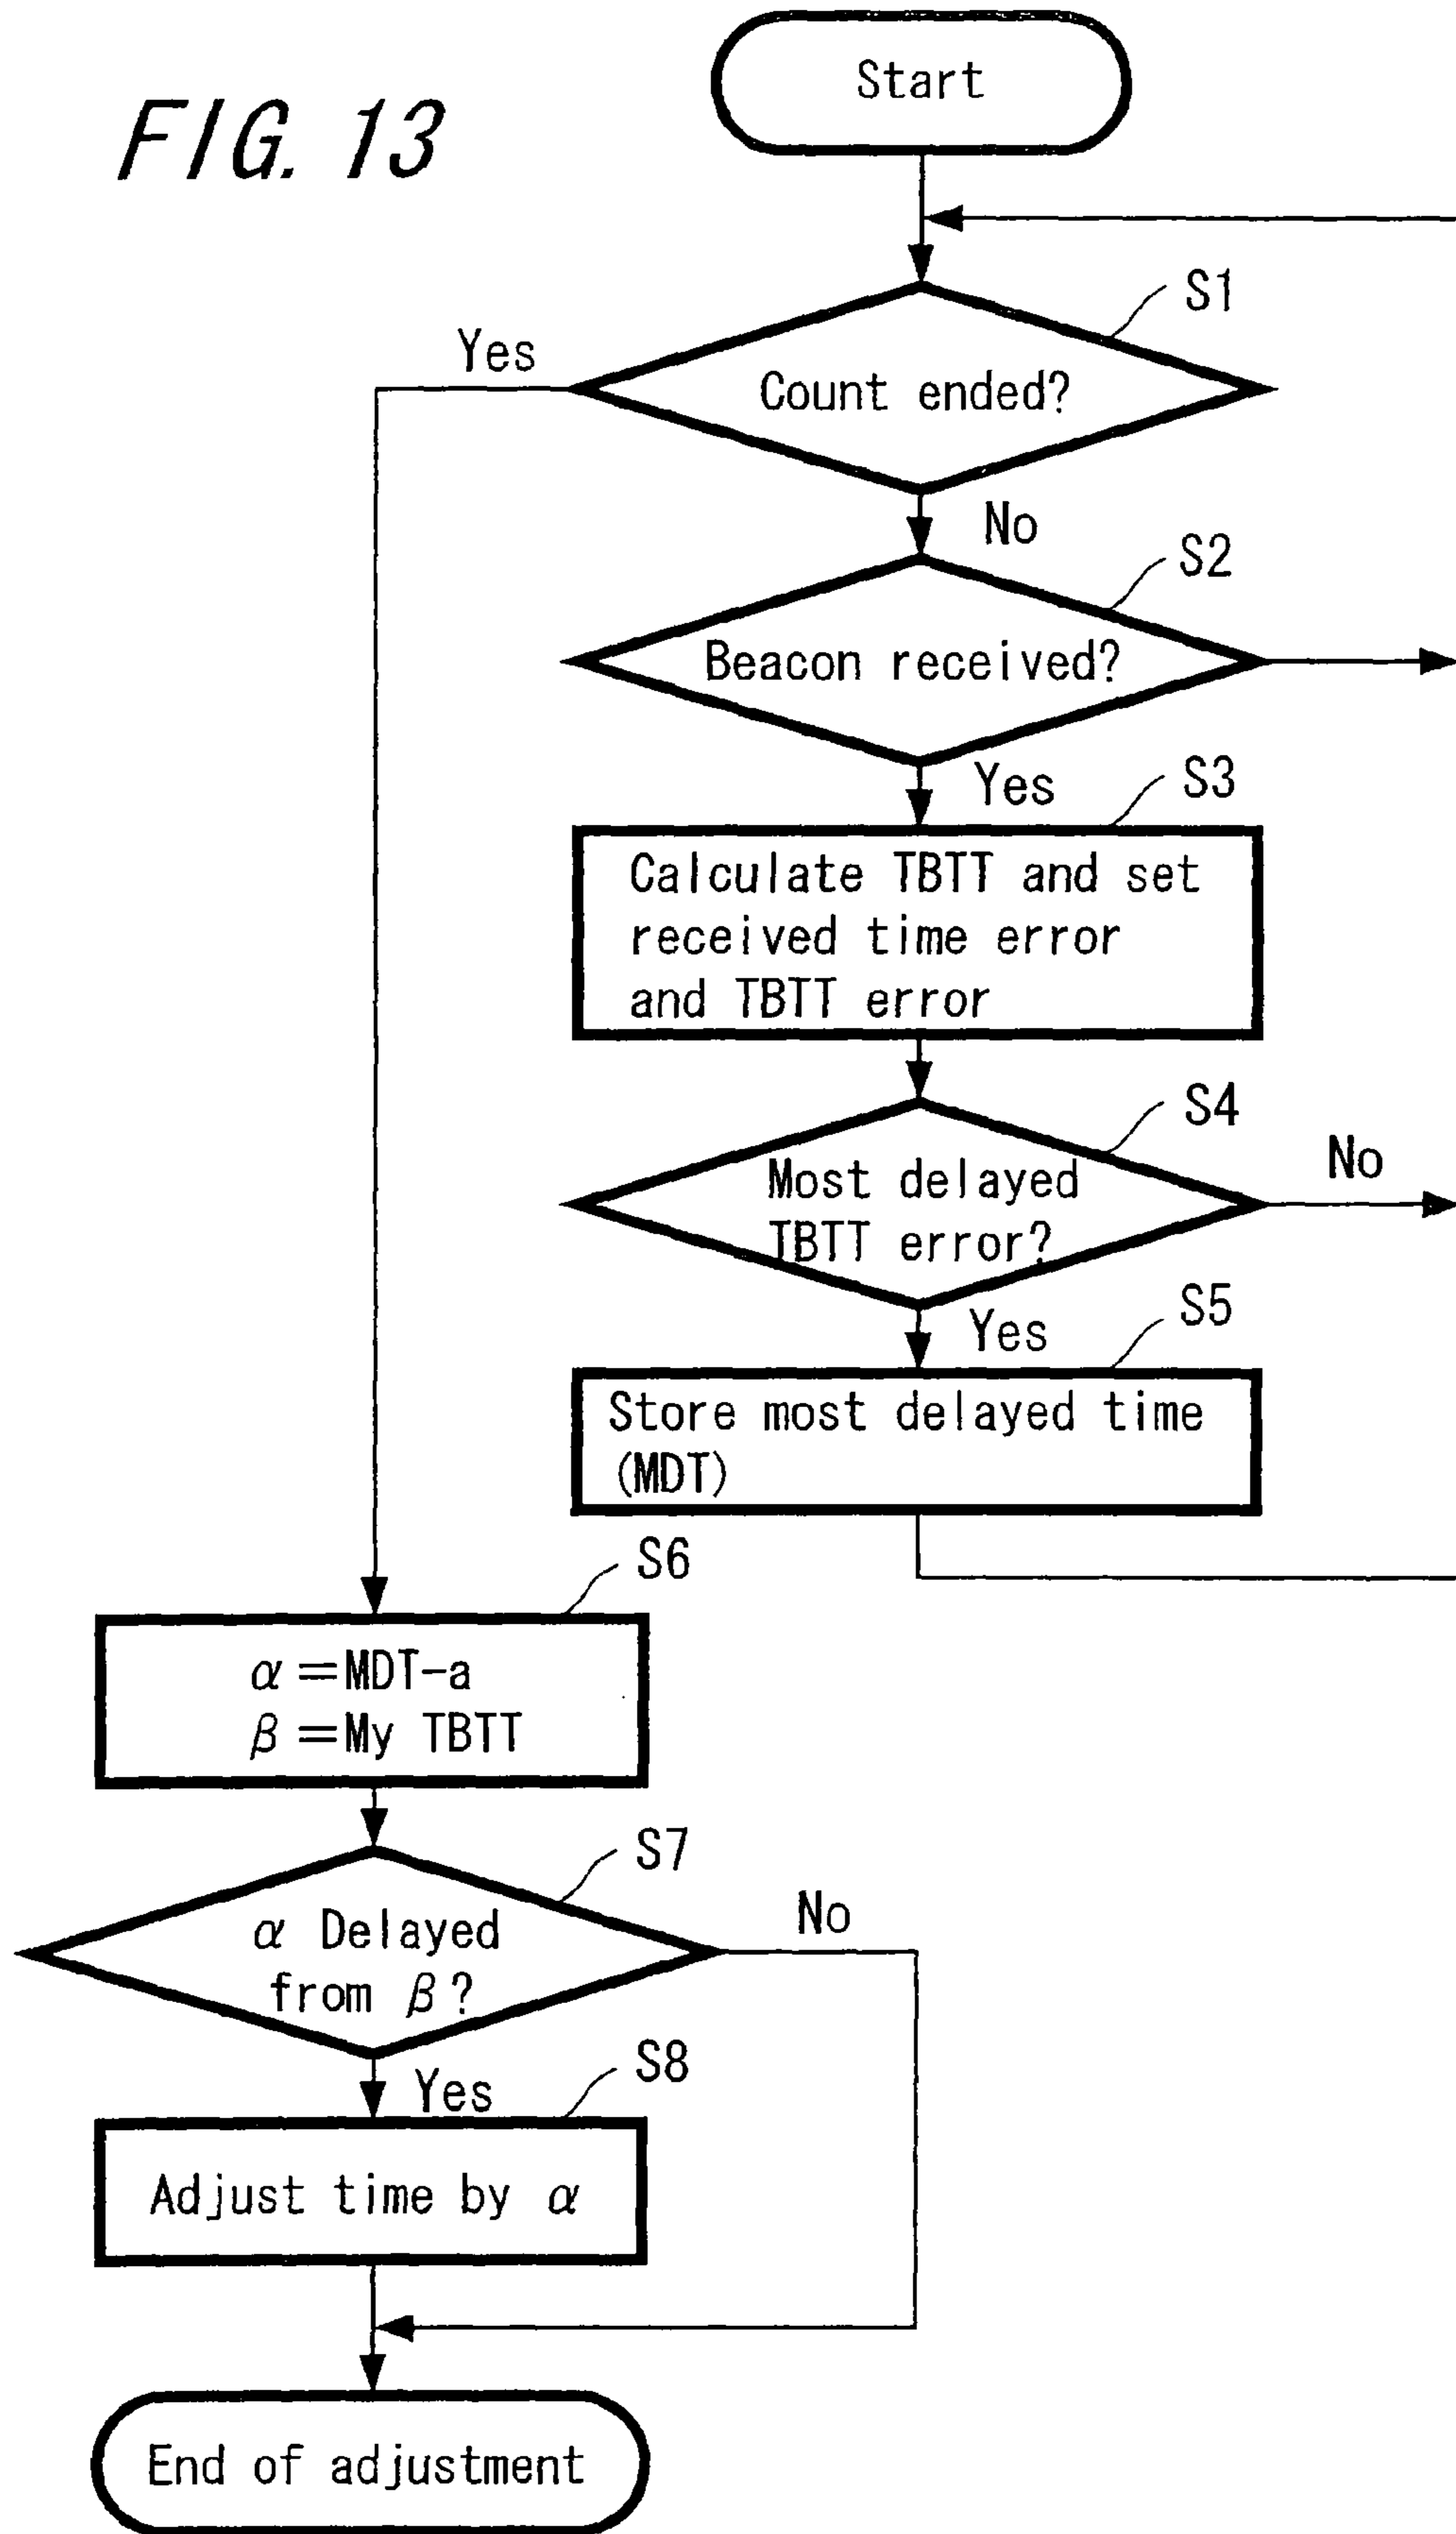 FIG. 13
Start
S1
Yes
Count ended?
No
S2
Beacon received?
Yes
S3
Calculate TBTT and set
received time error
and TBTT error
S4
No
Most delayed
TBTT error?
Yes
S5
Store most delayed time
(MDT)
S6
α=MDT-a
β=My TBTT
S7
No
α Delayed
from β?
Yes
S8
Adjust time by α
End of adjustment